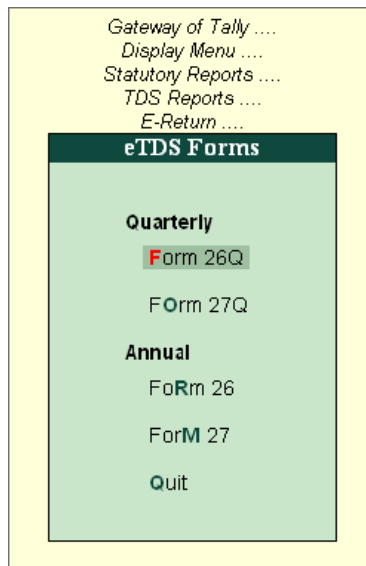 Gateway of Tally ....
Display Menu ....
Statutory Reports ....
TDS Reports ....
E-Return ....
eTDS Forms
Quarterly
Form 26Q
FOrm 27Q
Annual
FoRm 26
ForM 27
Quit